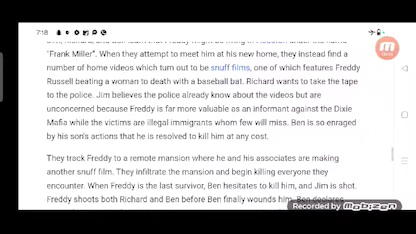 7:18
"Frank Miller". When they attempt to meet him at his new home, they instead find a
number of home videos which turn out to be snuff films, one of which features Freddy
Russell beating a woman to death with a baseball bat. Richard wants to take the tape
to the police. Jim believes the police already know about the videos but are
unconcerned because Freddy is far more valuable as an informant against the Dixie
Mafia while the victims are illegal immigrants whom few will miss. Ben is so enraged
by his son's actions that he is resolved to kill him at any cost.
They track Freddy to a remote mansion where he and his associates are making
another snuff film. They infiltrate the mansion and begin killing everyone they
encounter. When Freddy is the last survivor, Ben hesitates to kill him, and Jim is shot.
Freddy shoots both Richard and Ben before Ben finally wounds him. Ben declares
Recorded by mobizen